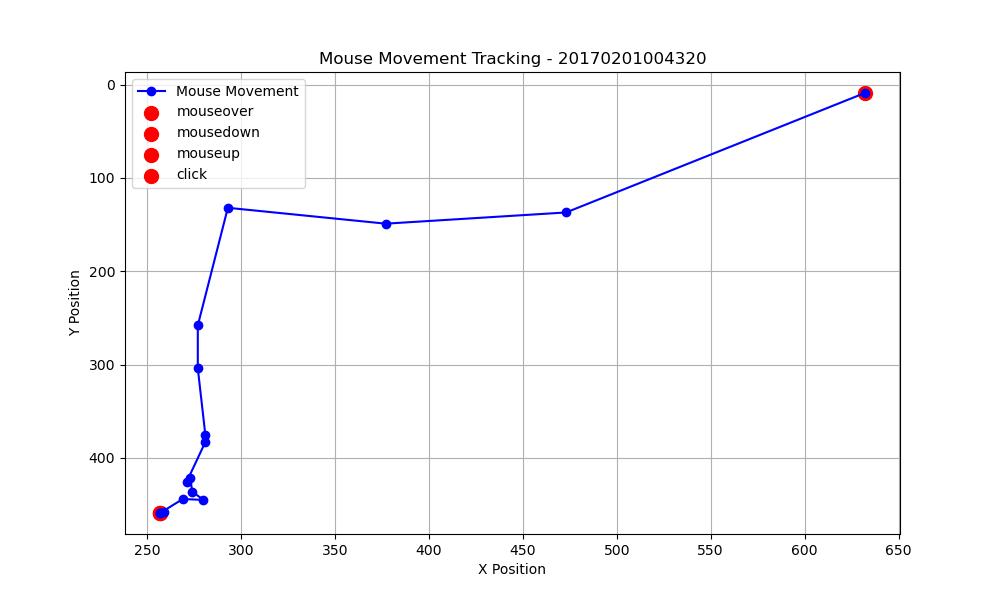 Mouse Movement Tracking - 20170201004320
Mouse Movement
mouseover
mousedown
mouseup
click
0
100
200
300
400
Y Position
250 300 350 400 450 500 550 600 650
X Position